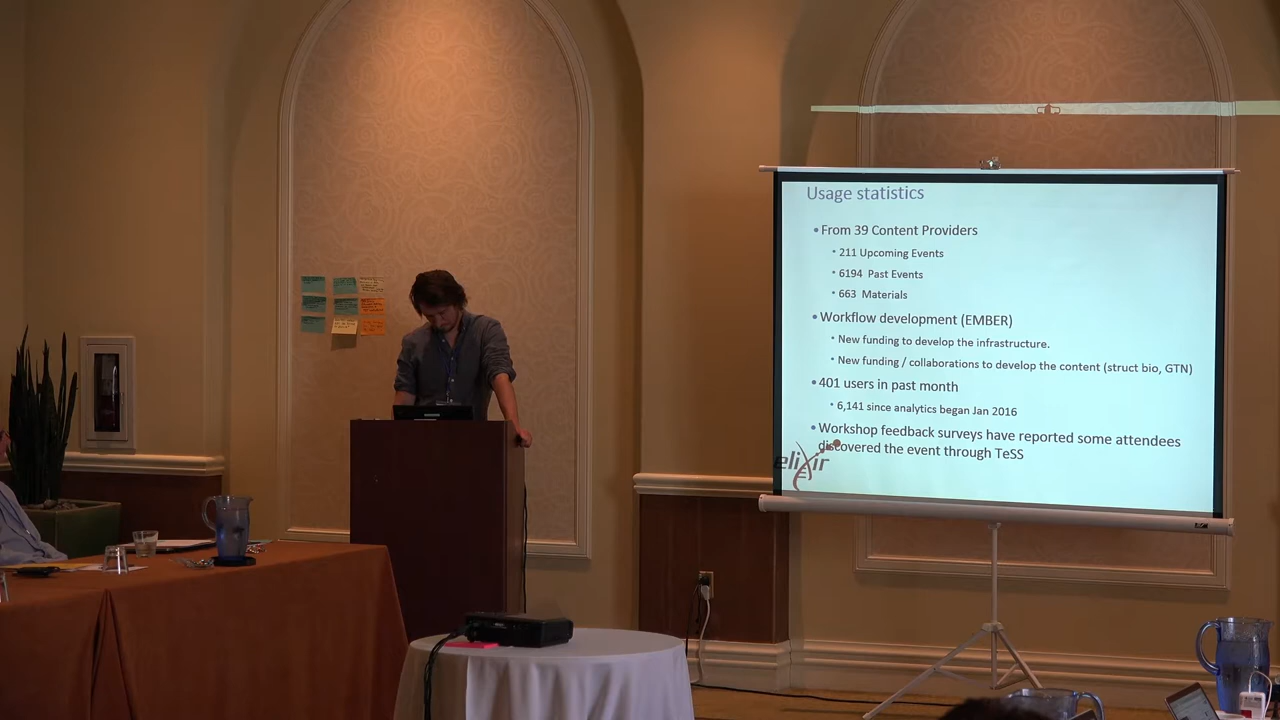 Usage statistics
• From 39 Content Providers
• 211 Upcoming Events
• 6194 Past Events
• 663 Materials
• Workflow development (EMBER)
• New funding to develop the infrastructure.
• New funding / collaborations to develop the content (struct bio, GTN)
• 401 users in past month
• 6,141 since analytics began Jan 2016
• Workshop feedback surveys have reported some attendees
discovered the event through TeSS
elixir